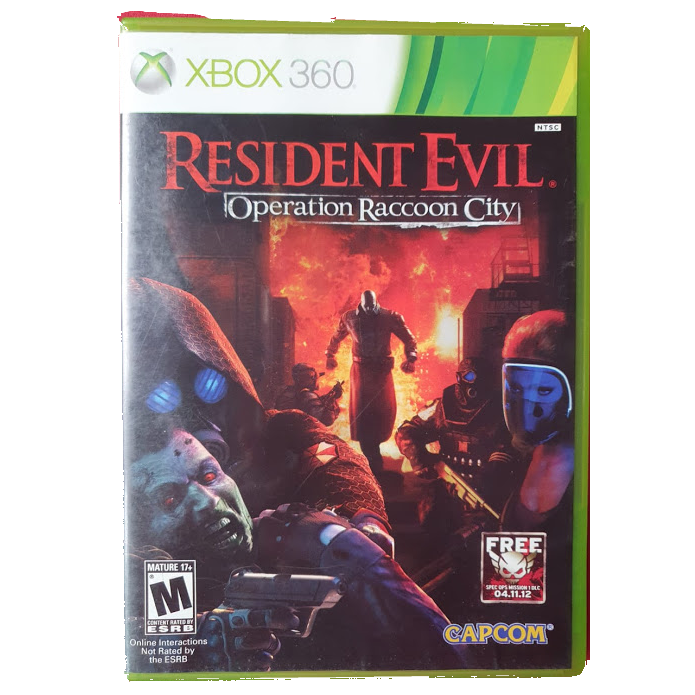 XBOX 360
NTSC
RESIDENT EVIL®
Operation Raccoon City
MATURE 17+
M
®
CONTENT RATED BY
ESRB
Online Interactions
Not Rated by
the ESRB
FREE
SPEC OPS MISSION 1 DLC
04.11.12
CAPCOM®